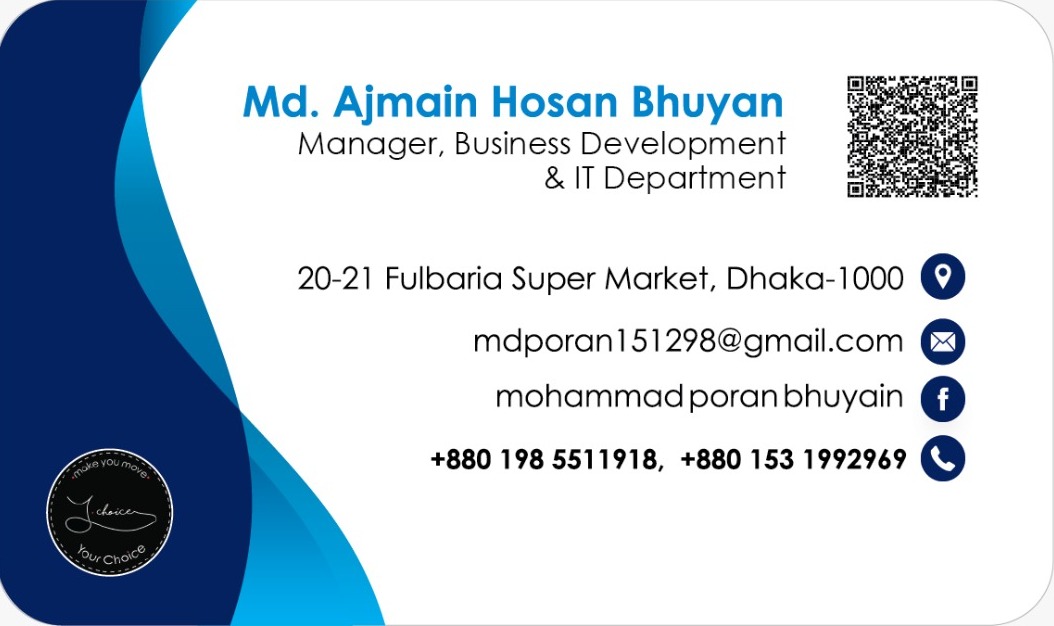 Md. Ajmain Hosan Bhuyan
Manager, Business Development
& IT Department
20-21 Fulbaria Super Market, Dhaka-1000
mdporan151298@gmail.com
mohammad poran bhuyain
+880 198 5511918, +880 153 1992969
make you move
choice
Your Choice